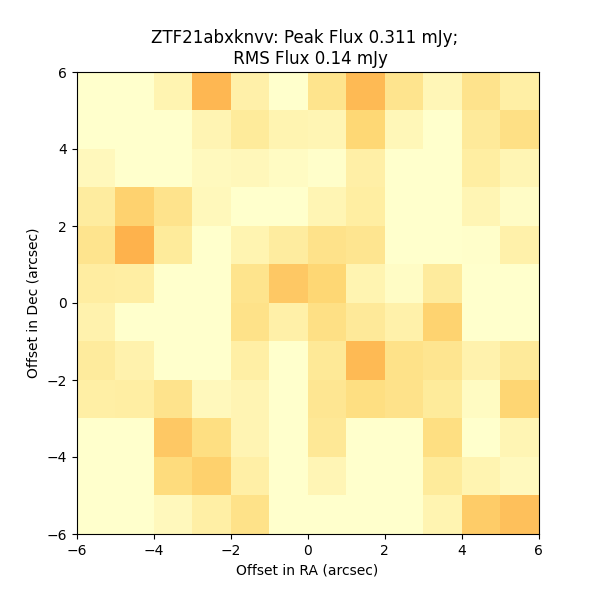 ZTF21abxknvv: Peak Flux 0.311 mJy;
RMS Flux 0.14 mJy
6
4
2
0
−2
−4
−6
Offset in Dec (arcsec)
−6 −4 −2 0 2 4 6
Offset in RA (arcsec)